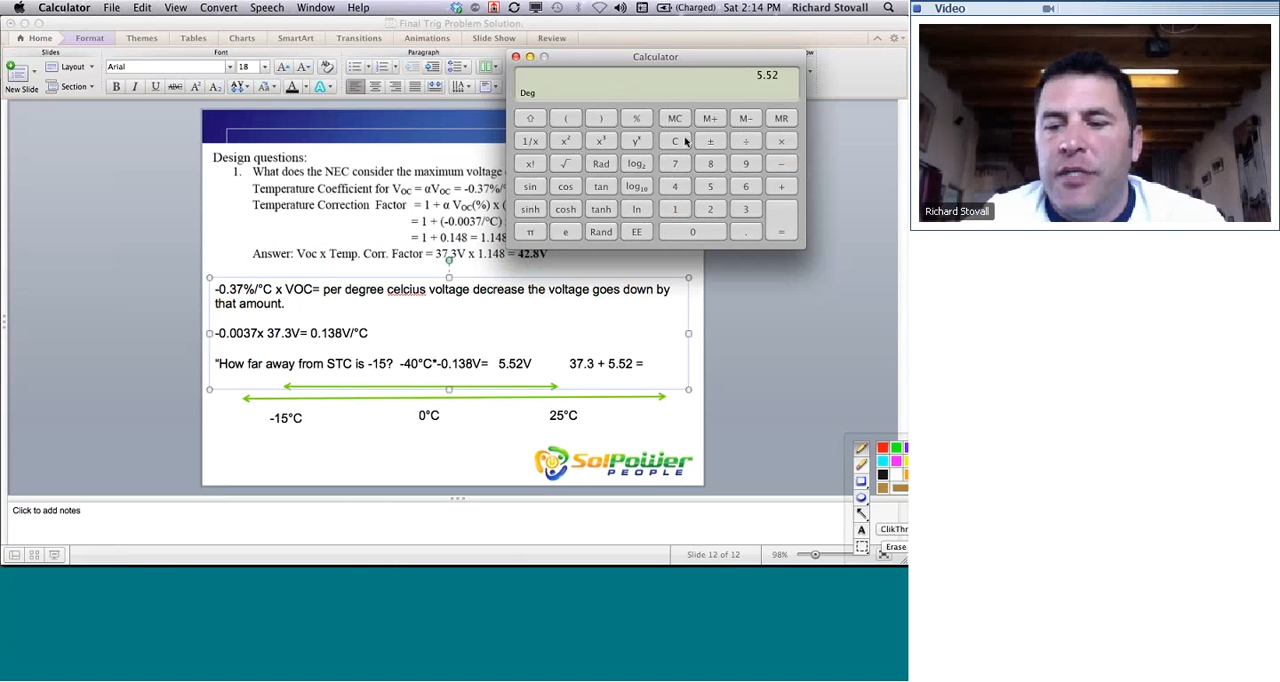 Calculator File Edit View Convert Speech Window Help (Charged) Sat 2:14 PM Richard Stovall
Video
Final Trig Problem Solution.
Home Format Themes Tables Charts SmartArt Transitions Animations Slide Show Review
Slides Font Paragraph
Layout Arial 18
New Slide Section B I U ABC A² A₂ Aa A A
Calculator
5.52
Deg
( ) % MC M+ M– MR
1/x x² x³ yˣ C ± ÷ ×
x! √ Rad log₂ 7 8 9 –
sin cos tan log₁₀ 4 5 6 +
sinh cosh tanh ln 1 2 3
π e Rand EE 0 . =
Design questions:
1. What does the NEC consider the maximum voltage
Temperature Coefficient for Voc = αVoc = -0.37%/°
Temperature Correction Factor = 1 + α Voc(%) x (
= 1 + (-0.0037/°C)
= 1 + 0.148 = 1.148
Answer: Voc x Temp. Corr. Factor = 37.3V x 1.148 = 42.8V
-0.37%/°C x VOC= per degree celcius voltage decrease the voltage goes down by
that amount.
-0.0037x 37.3V= 0.138V/°C
“How far away from STC is -15? -40°C*-0.138V= 5.52V 37.3 + 5.52 =
-15°C 0°C 25°C
SolPower
PEOPLE
Richard Stovall
Click to add notes
A ClikThr
Erase
Slide 12 of 12 98%